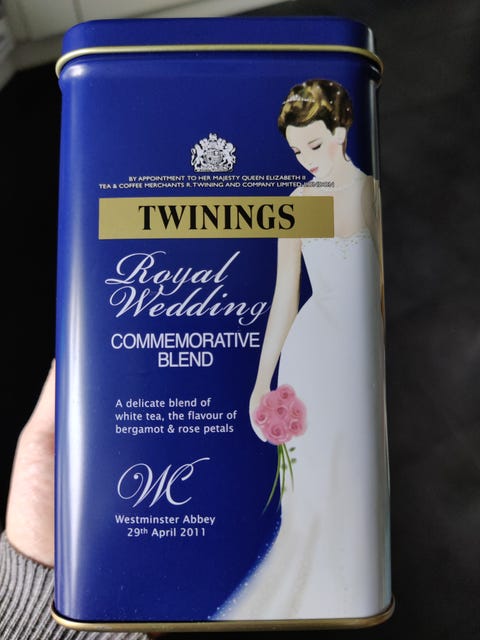 BY APPOINTMENT TO HER MAJESTY QUEEN ELIZABETH II
TEA & COFFEE MERCHANTS R. TWINING AND COMPANY LIMITED, LONDON
TWININGS
Royal
Wedding
COMMEMORATIVE
BLEND
A delicate blend of
white tea, the flavour of
bergamot & rose petals
WC
Westminster Abbey
29th April 2011